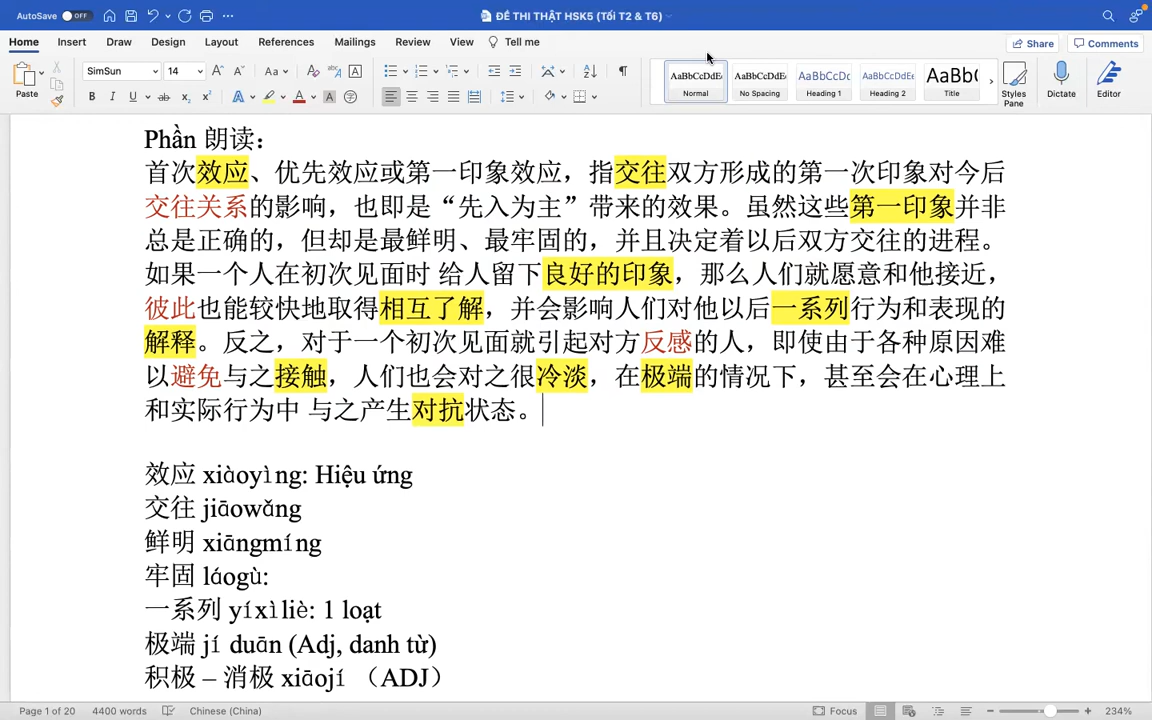 AutoSave OFF ĐỀ THI THẬT HSK5 (Tối T2 & T6)
Home Insert Draw Design Layout References Mailings Review View Tell me Share Comments
Paste SimSun 14 Aa B I U ab x₂ x² A A A
AaBbCcDdEe AaBbCcDdEe AaBbCcDc AaBbCcDdEe AaBbC
Normal No Spacing Heading 1 Heading 2 Title Styles Pane Dictate Editor
Phần 朗读：
首次效应、优先效应或第一印象效应，指交往双方形成的第一次印象对今后
交往关系的影响，也即是“先入为主”带来的效果。虽然这些第一印象并非
总是正确的，但却是最鲜明、最牢固的，并且决定着以后双方交往的进程。
如果一个人在初次见面时 给人留下良好的印象，那么人们就愿意和他接近，
彼此也能较快地取得相互了解，并会影响人们对他以后一系列行为和表现的
解释。反之，对于一个初次见面就引起对方反感的人，即使由于各种原因难
以避免与之接触，人们也会对之很冷淡，在极端的情况下，甚至会在心理上
和实际行为中 与之产生对抗状态。
效应 xiàoyìng: Hiệu ứng
交往 jiāowǎng
鲜明 xiāngmíng
牢固 láogù:
一系列 yíxìliè: 1 loạt
极端 jí duān (Adj, danh từ)
积极 – 消极 xiāojí （ADJ）
Page 1 of 20 4400 words Chinese (China) Focus 234%